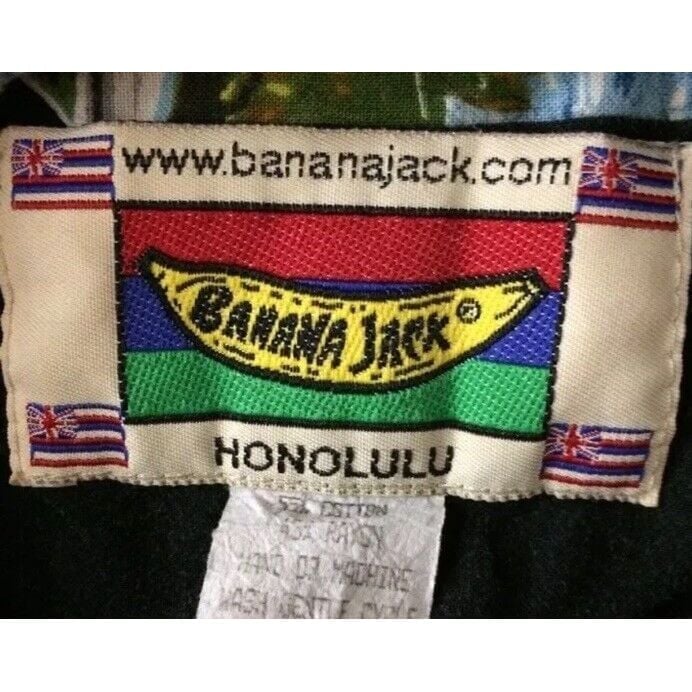 www.bananajack.com
BANANA JACK ®
HONOLULU
COTTON
RAYON
HAND OR MACHINE
WASH GENTLE CYCLE